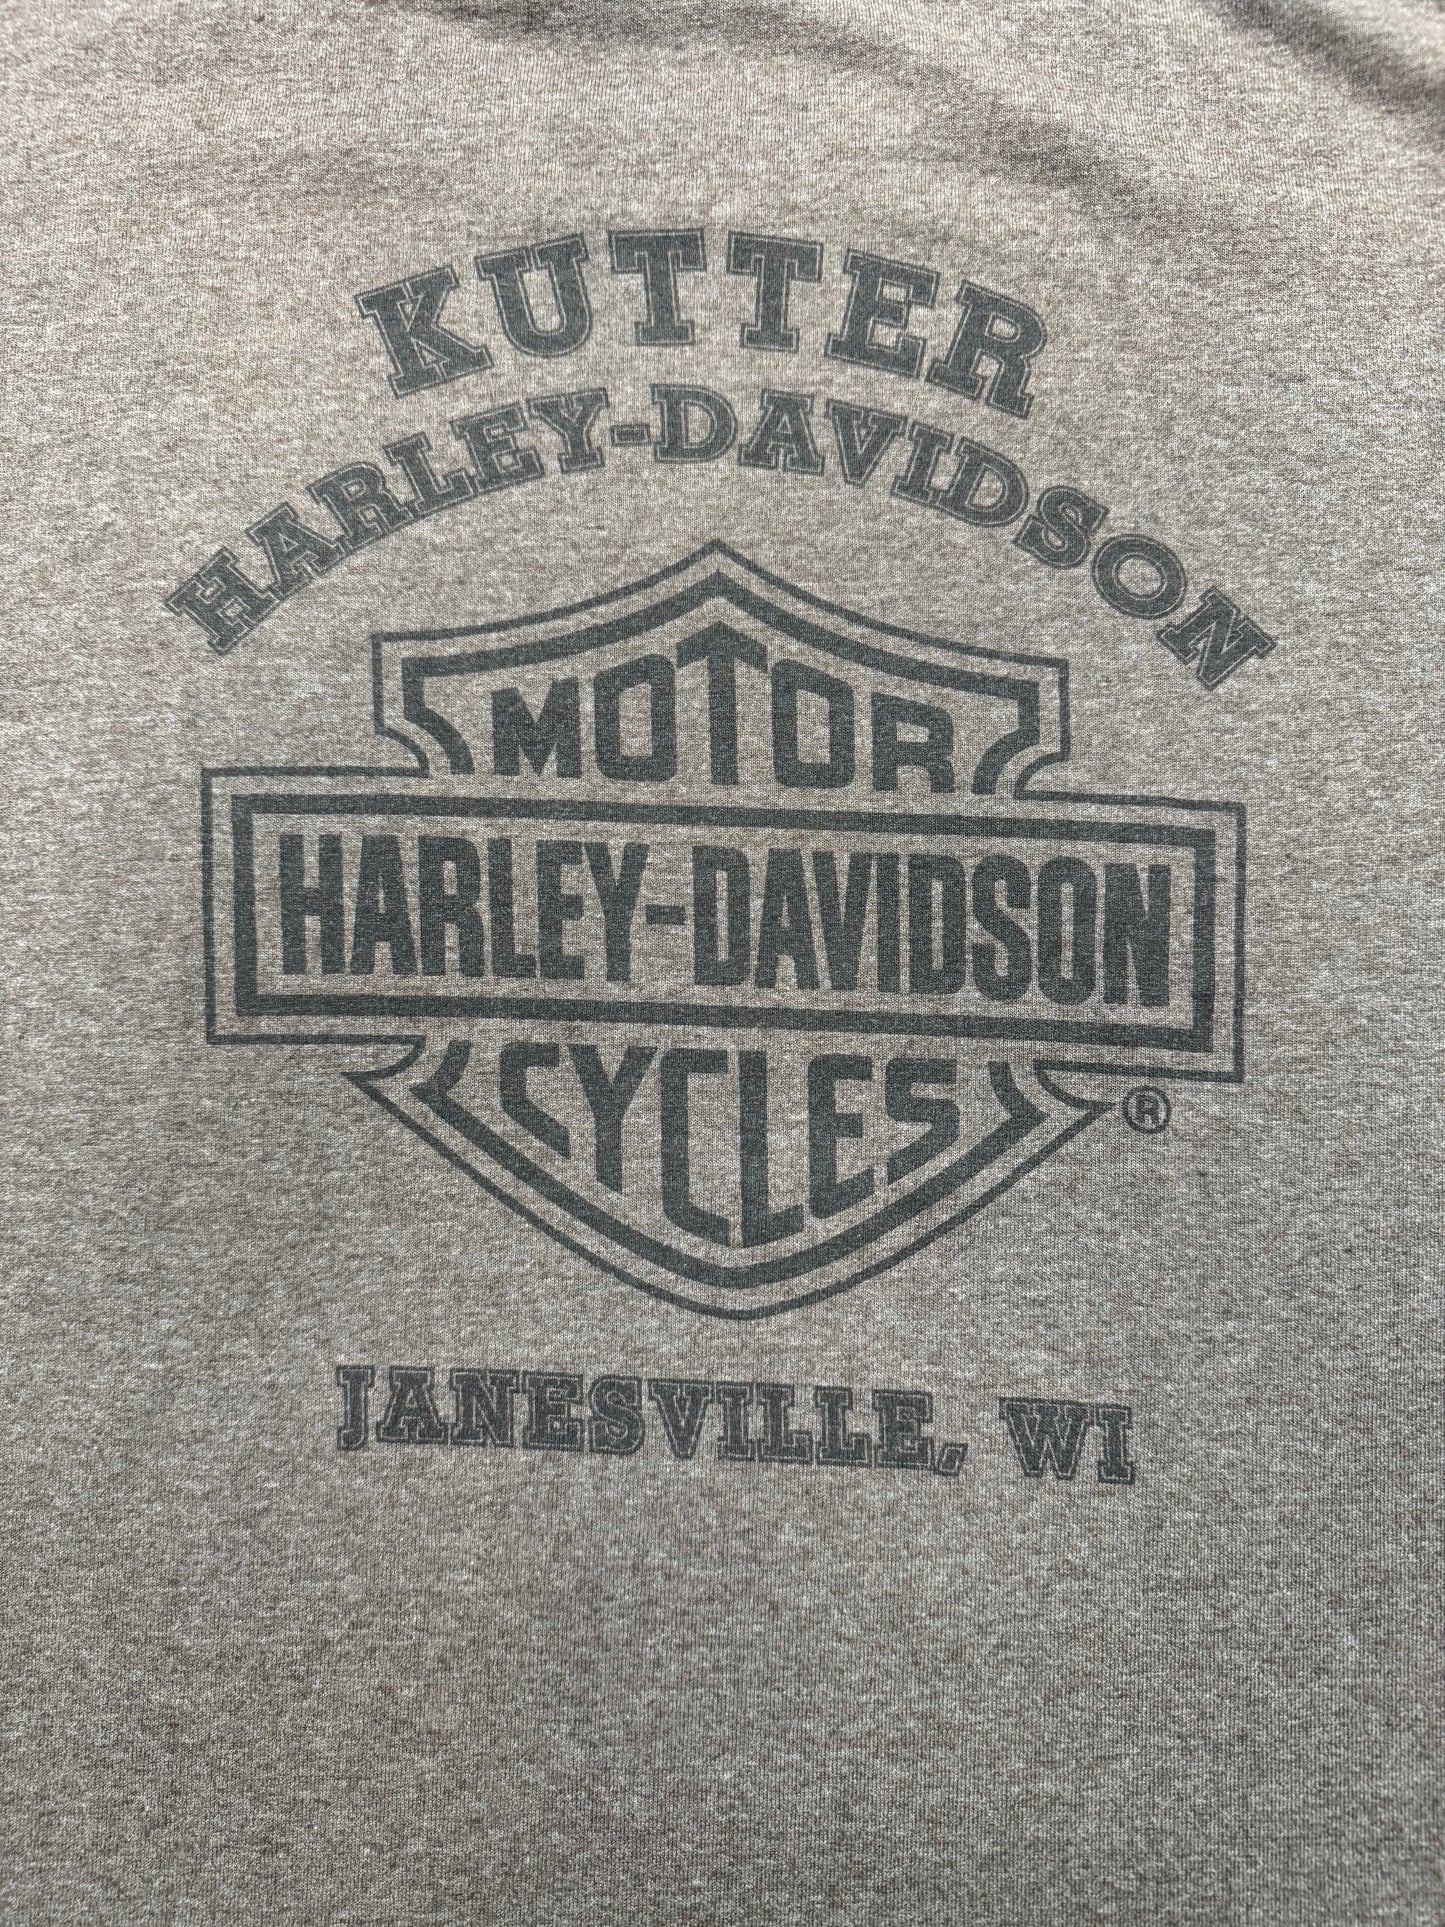 KUTTER
HARLEY-DAVIDSON
MOTOR
HARLEY-DAVIDSON
CYCLES
®
JANESVILLE, WI